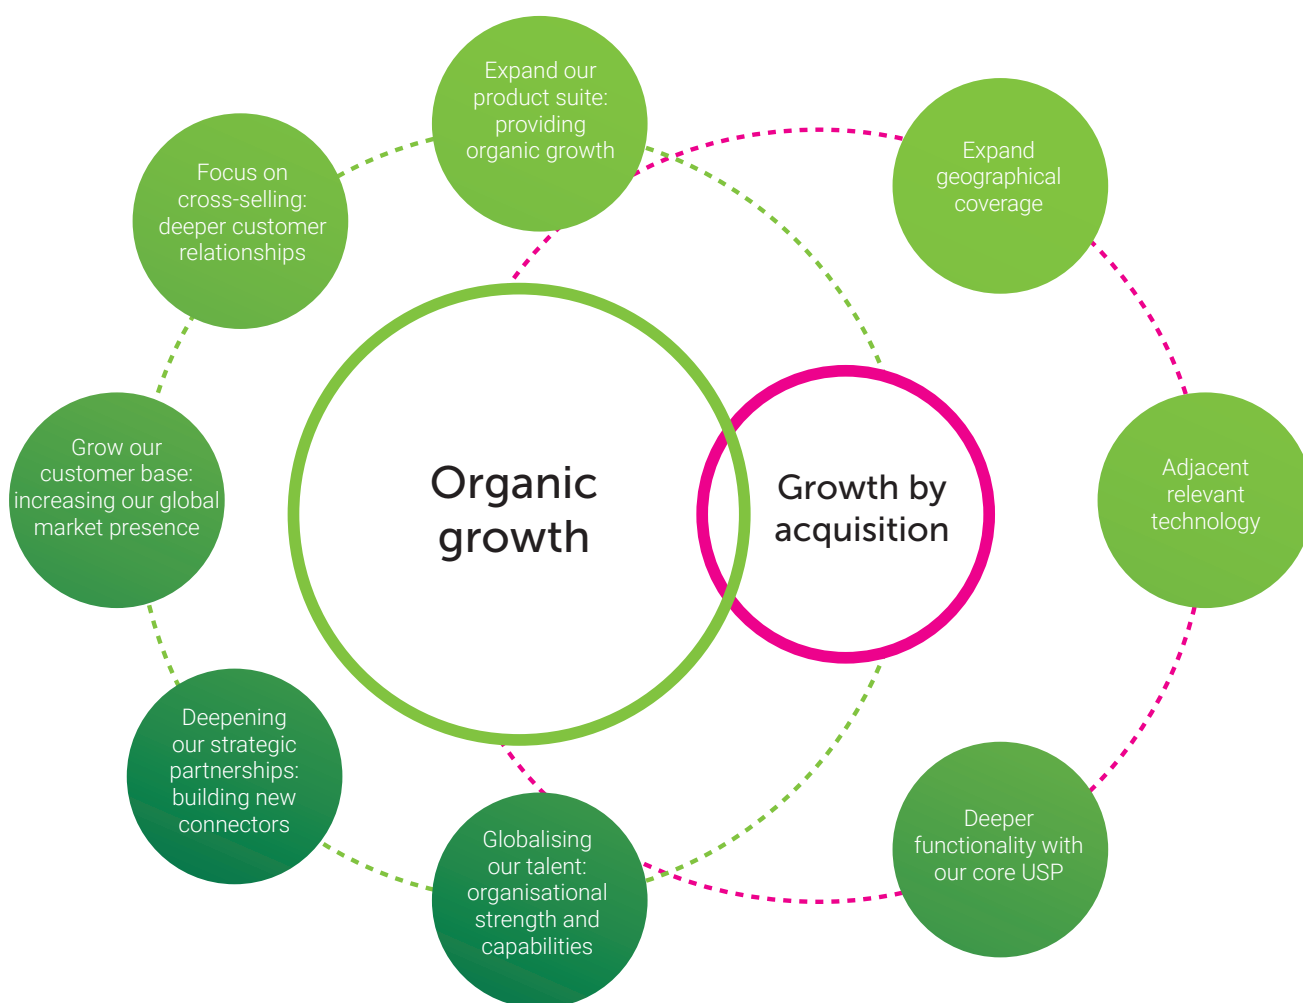 Expand our
product suite:
providing
organic growth
Expand
geographical
coverage
Focus on
cross-selling:
deeper customer
relationships
Grow our
customer base:
increasing our global
market presence
Organic
growth
Growth by
acquisition
Adjacent
relevant
technology
Deepening
our strategic
partnerships:
building new
connectors
Globalising
our talent:
organisational
strength and
capabilities
Deeper
functionality with
our core USP